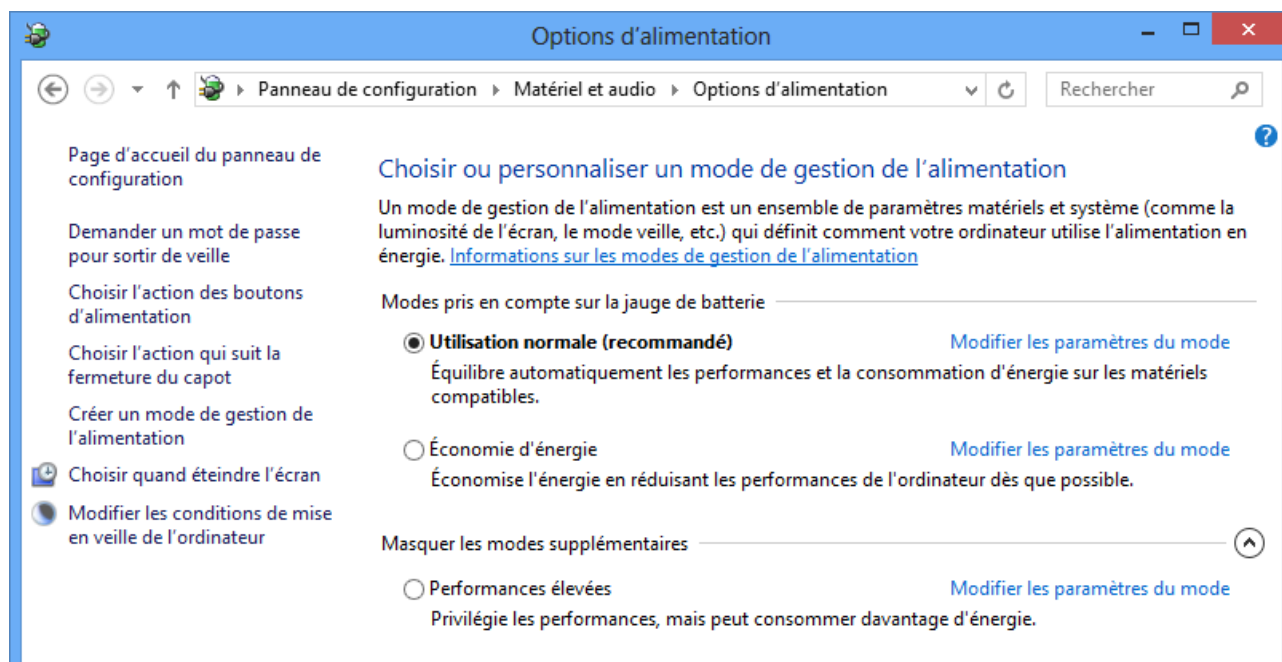 Options d'alimentation
Panneau de configuration ▸ Matériel et audio ▸ Options d'alimentation
Rechercher
Page d'accueil du panneau de
configuration
Demander un mot de passe
pour sortir de veille
Choisir l'action des boutons
d'alimentation
Choisir l'action qui suit la
fermeture du capot
Créer un mode de gestion de
l'alimentation
Choisir quand éteindre l'écran
Modifier les conditions de mise
en veille de l'ordinateur
Choisir ou personnaliser un mode de gestion de l'alimentation
Un mode de gestion de l'alimentation est un ensemble de paramètres matériels et système (comme la
luminosité de l'écran, le mode veille, etc.) qui définit comment votre ordinateur utilise l'alimentation en
énergie. Informations sur les modes de gestion de l'alimentation
Modes pris en compte sur la jauge de batterie
Utilisation normale (recommandé) Modifier les paramètres du mode
Équilibre automatiquement les performances et la consommation d'énergie sur les matériels
compatibles.
Économie d'énergie Modifier les paramètres du mode
Économise l'énergie en réduisant les performances de l'ordinateur dès que possible.
Masquer les modes supplémentaires
Performances élevées Modifier les paramètres du mode
Privilégie les performances, mais peut consommer davantage d'énergie.